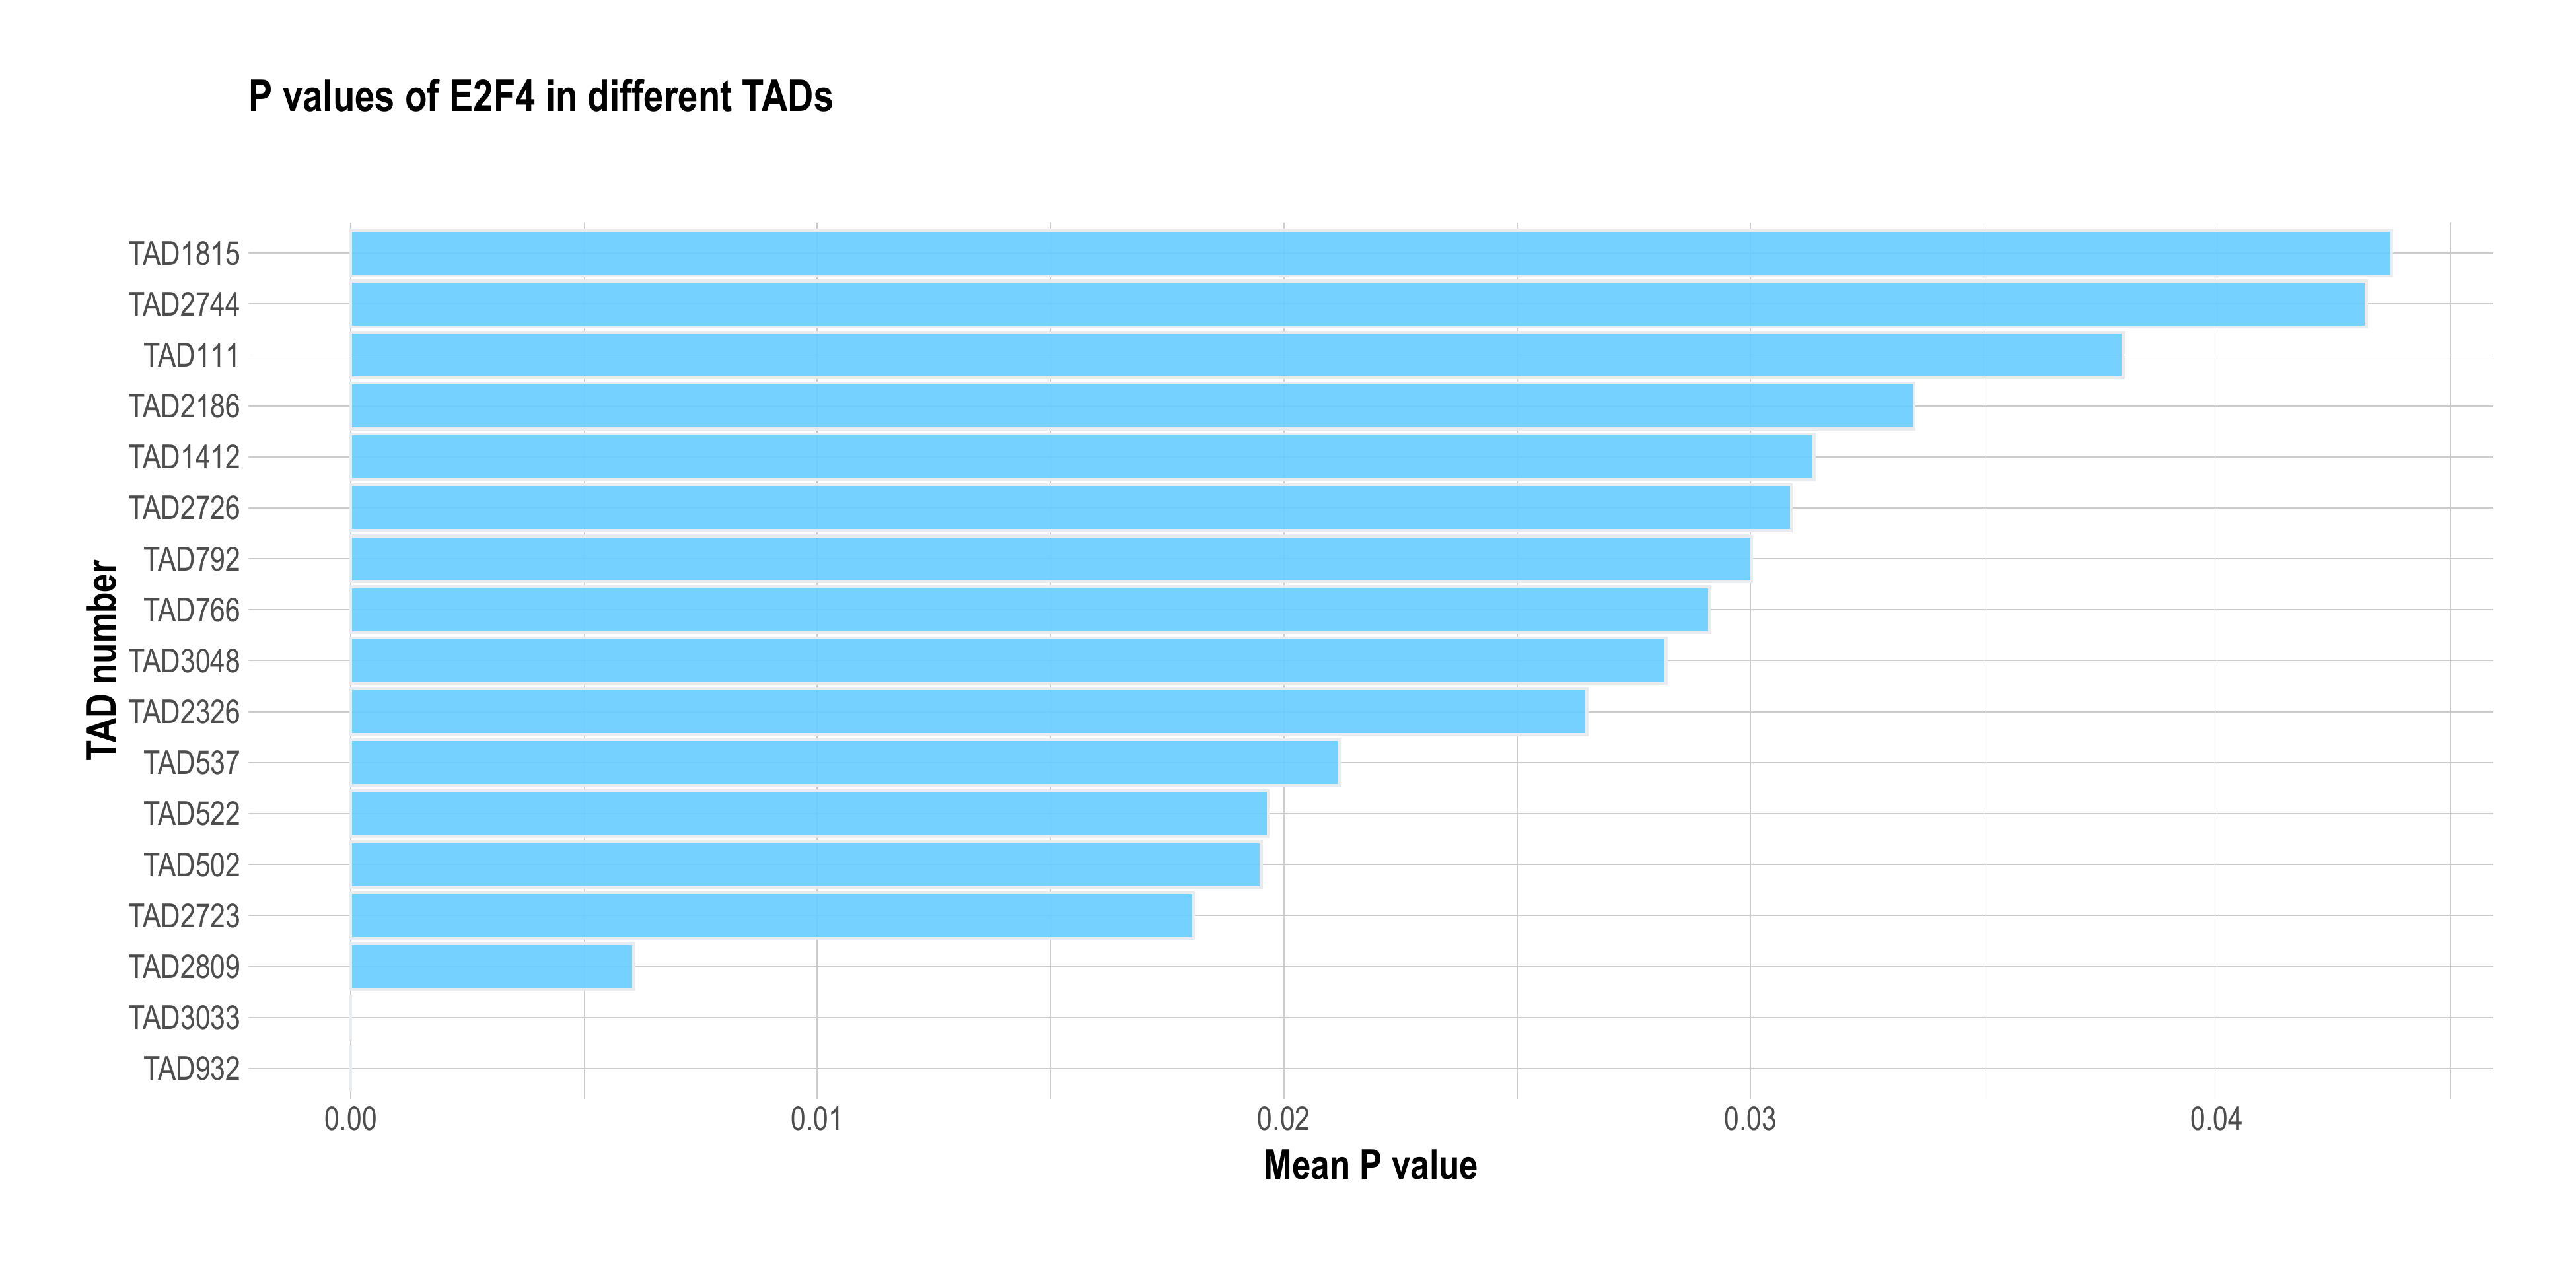 P values of E2F4 in different TADs
TAD number
TAD1815
TAD2744
TAD111
TAD2186
TAD1412
TAD2726
TAD792
TAD766
TAD3048
TAD2326
TAD537
TAD522
TAD502
TAD2723
TAD2809
TAD3033
TAD932
0.00 0.01 0.02 0.03 0.04
Mean P value